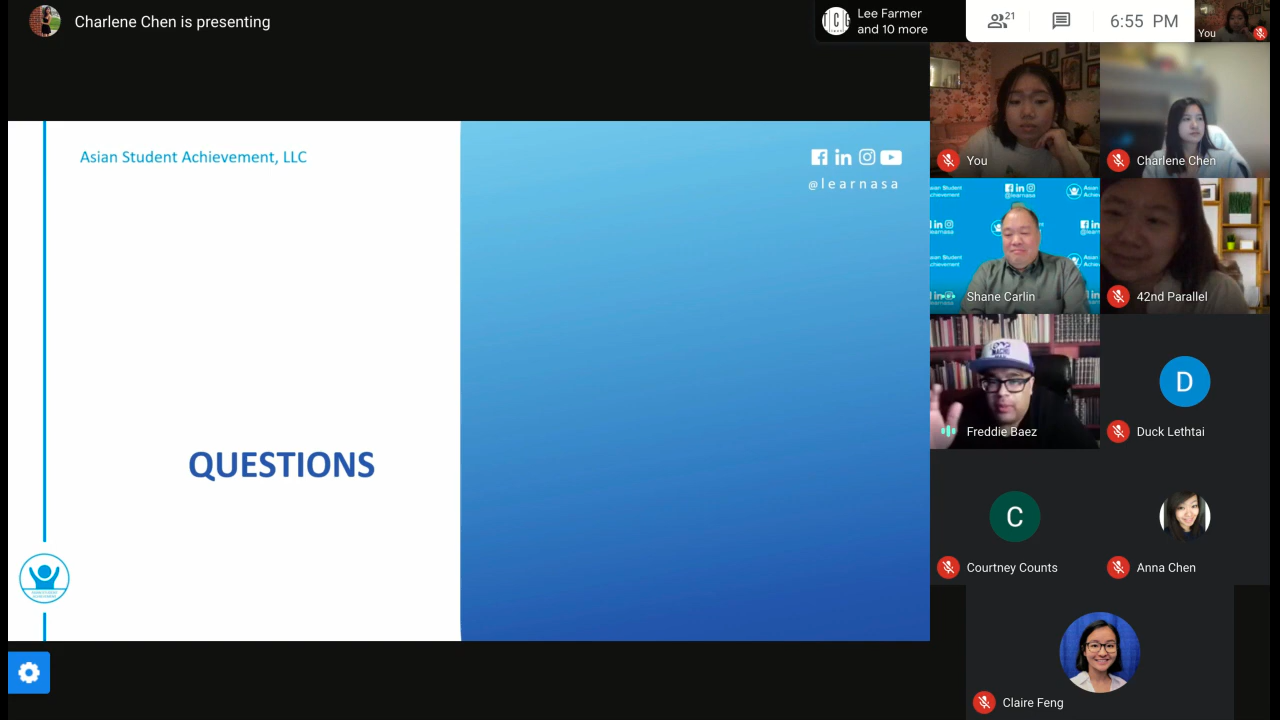 Charlene Chen is presenting
Lee Farmer
and 10 more
21
6:55 PM
You
Asian Student Achievement, LLC
@learnasa
QUESTIONS
You
Charlene Chen
@learnasa
Shane Carlin
42nd Parallel
Freddie Baez
D
Duck Lethtai
C
Courtney Counts
Anna Chen
Claire Feng